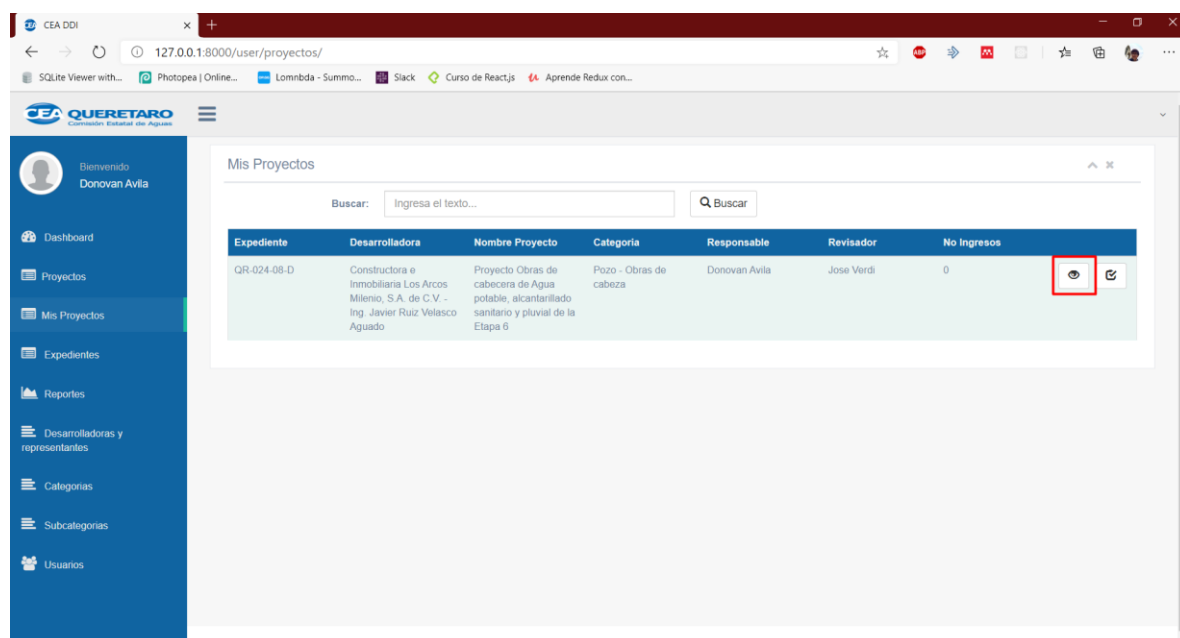 CEA DDI
127.0.0.1:8000/user/proyectos/
ABP
SQLite Viewer with... Photopea | Online... Lomnbda - Summo... Slack Curso de React.js Aprende Redux con...
CEA QUERETARO
Comisión Estatal de Aguas
Bienvenido
Donovan Avila
Dashboard
Proyectos
Mis Proyectos
Expedientes
Reportes
Desarrolladoras y
representantes
Categorias
Subcategorias
Usuarios
Mis Proyectos
Buscar: Ingresa el texto... Buscar
Expediente Desarrolladora Nombre Proyecto Categoria Responsable Revisador No Ingresos
QR-024-08-D Constructora e Proyecto Obras de Pozo - Obras de Donovan Avila Jose Verdi 0
Inmobiliaria Los Arcos cabecera de Agua cabeza
Milenio, S.A. de C.V. - potable, alcantarillado
Ing. Javier Ruiz Velasco sanitario y pluvial de la
Aguado Etapa 6